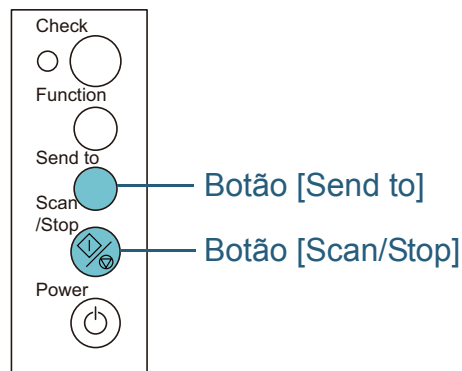 Check
Function
Send to
Botão [Send to]
Scan
/Stop
Botão [Scan/Stop]
Power